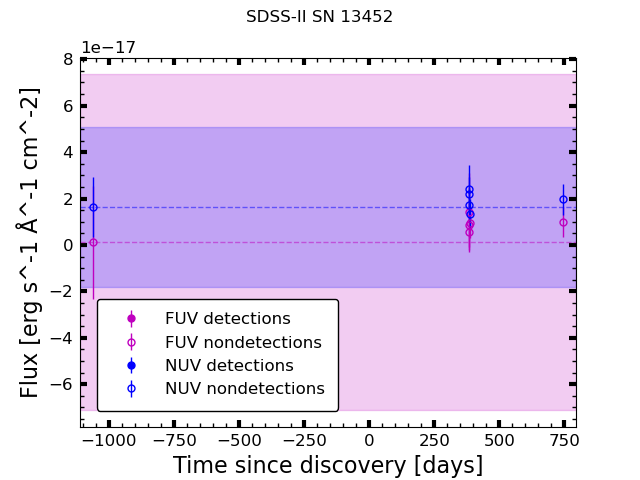 SDSS-II SN 13452
1e−17
8
6
4
2
0
−2
−4
−6
Flux [erg s^-1 Å^-1 cm^-2]
FUV detections
FUV nondetections
NUV detections
NUV nondetections
−1000 −750 −500 −250 0 250 500 750
Time since discovery [days]